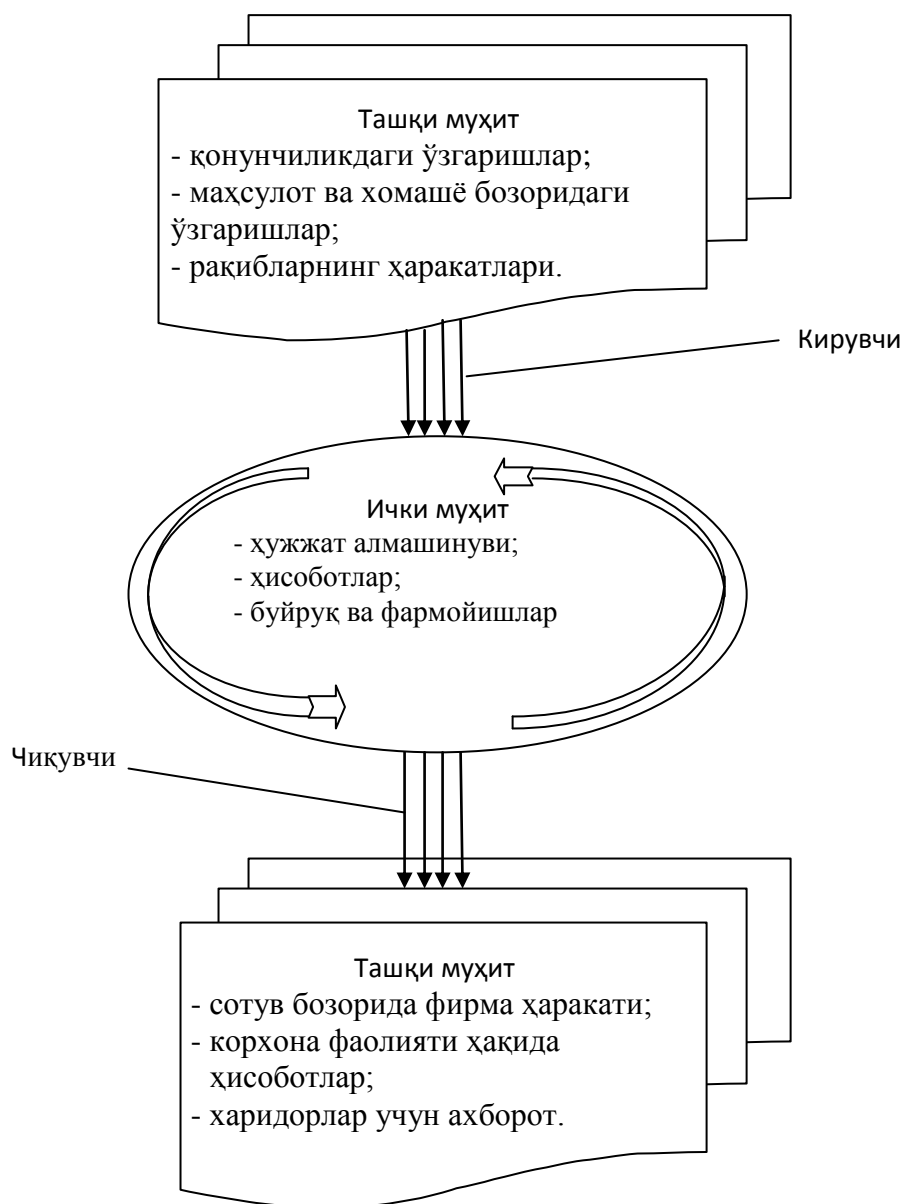 Ташқи муҳит
- қонунчиликдаги ўзгаришлар;
- маҳсулот ва хомашё бозоридаги
ўзгаришлар;
- рақибларнинг ҳаракатлари.
Кирувчи
Ички муҳит
- ҳужжат алмашинуви;
- ҳисоботлар;
- буйруқ ва фармойишлар
Чиқувчи
Ташқи муҳит
- сотув бозорида фирма ҳаракати;
- корхона фаолияти ҳақида
ҳисоботлар;
- харидорлар учун ахборот.